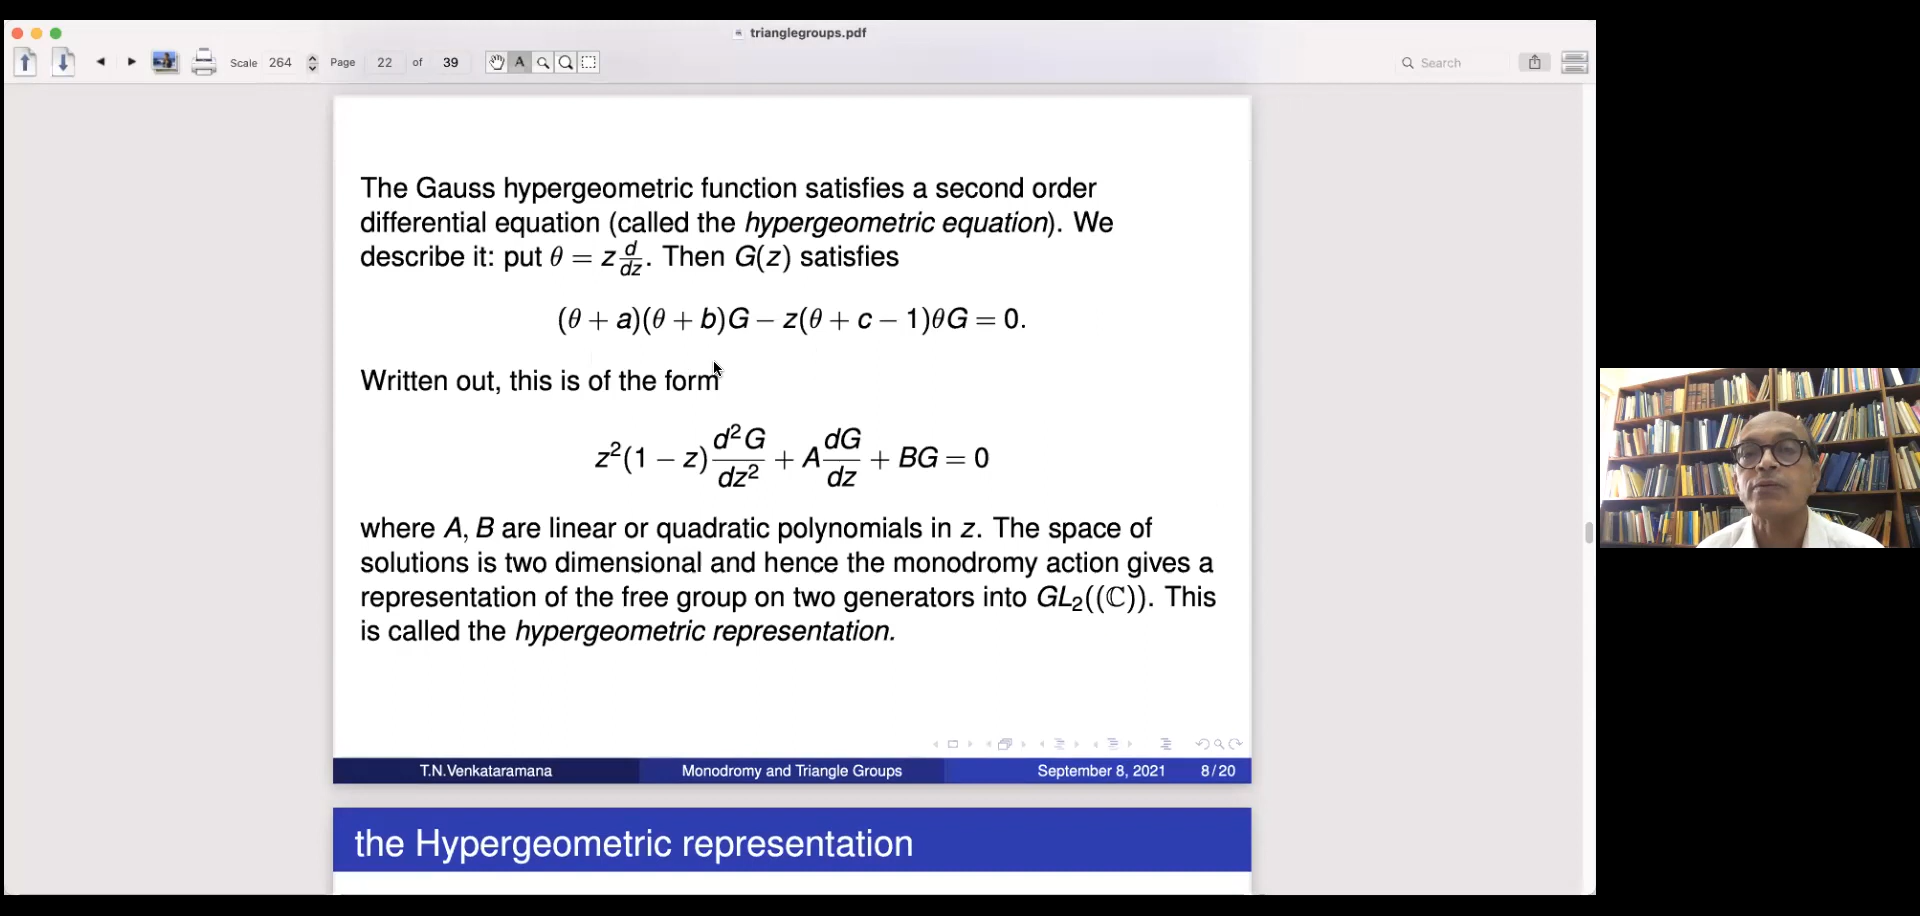 trianglegroups.pdf
Scale 264 Page 22 of 39 Search
The Gauss hypergeometric function satisfies a second order
differential equation (called the hypergeometric equation). We
describe it: put θ = z d/dz. Then G(z) satisfies
(θ + a)(θ + b)G − z(θ + c − 1)θG = 0.
Written out, this is of the form
z²(1 − z) d²G/dz² + A dG/dz + BG = 0
where A, B are linear or quadratic polynomials in z. The space of
solutions is two dimensional and hence the monodromy action gives a
representation of the free group on two generators into GL₂((ℂ)). This
is called the hypergeometric representation.
T.N.Venkataramana Monodromy and Triangle Groups September 8, 2021 8/20
the Hypergeometric representation